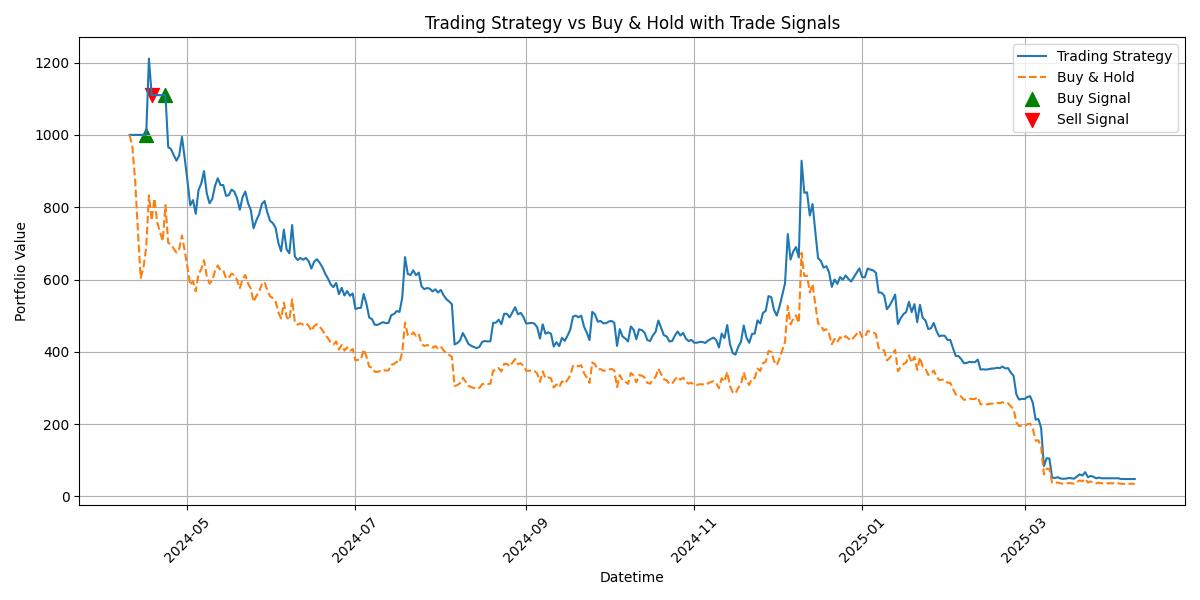 Trading Strategy vs Buy & Hold with Trade Signals
Trading Strategy
Buy & Hold
Buy Signal
Sell Signal
Portfolio Value
1200
1000
800
600
400
200
0
2024-05
2024-07
2024-09
2024-11
2025-01
2025-03
Datetime